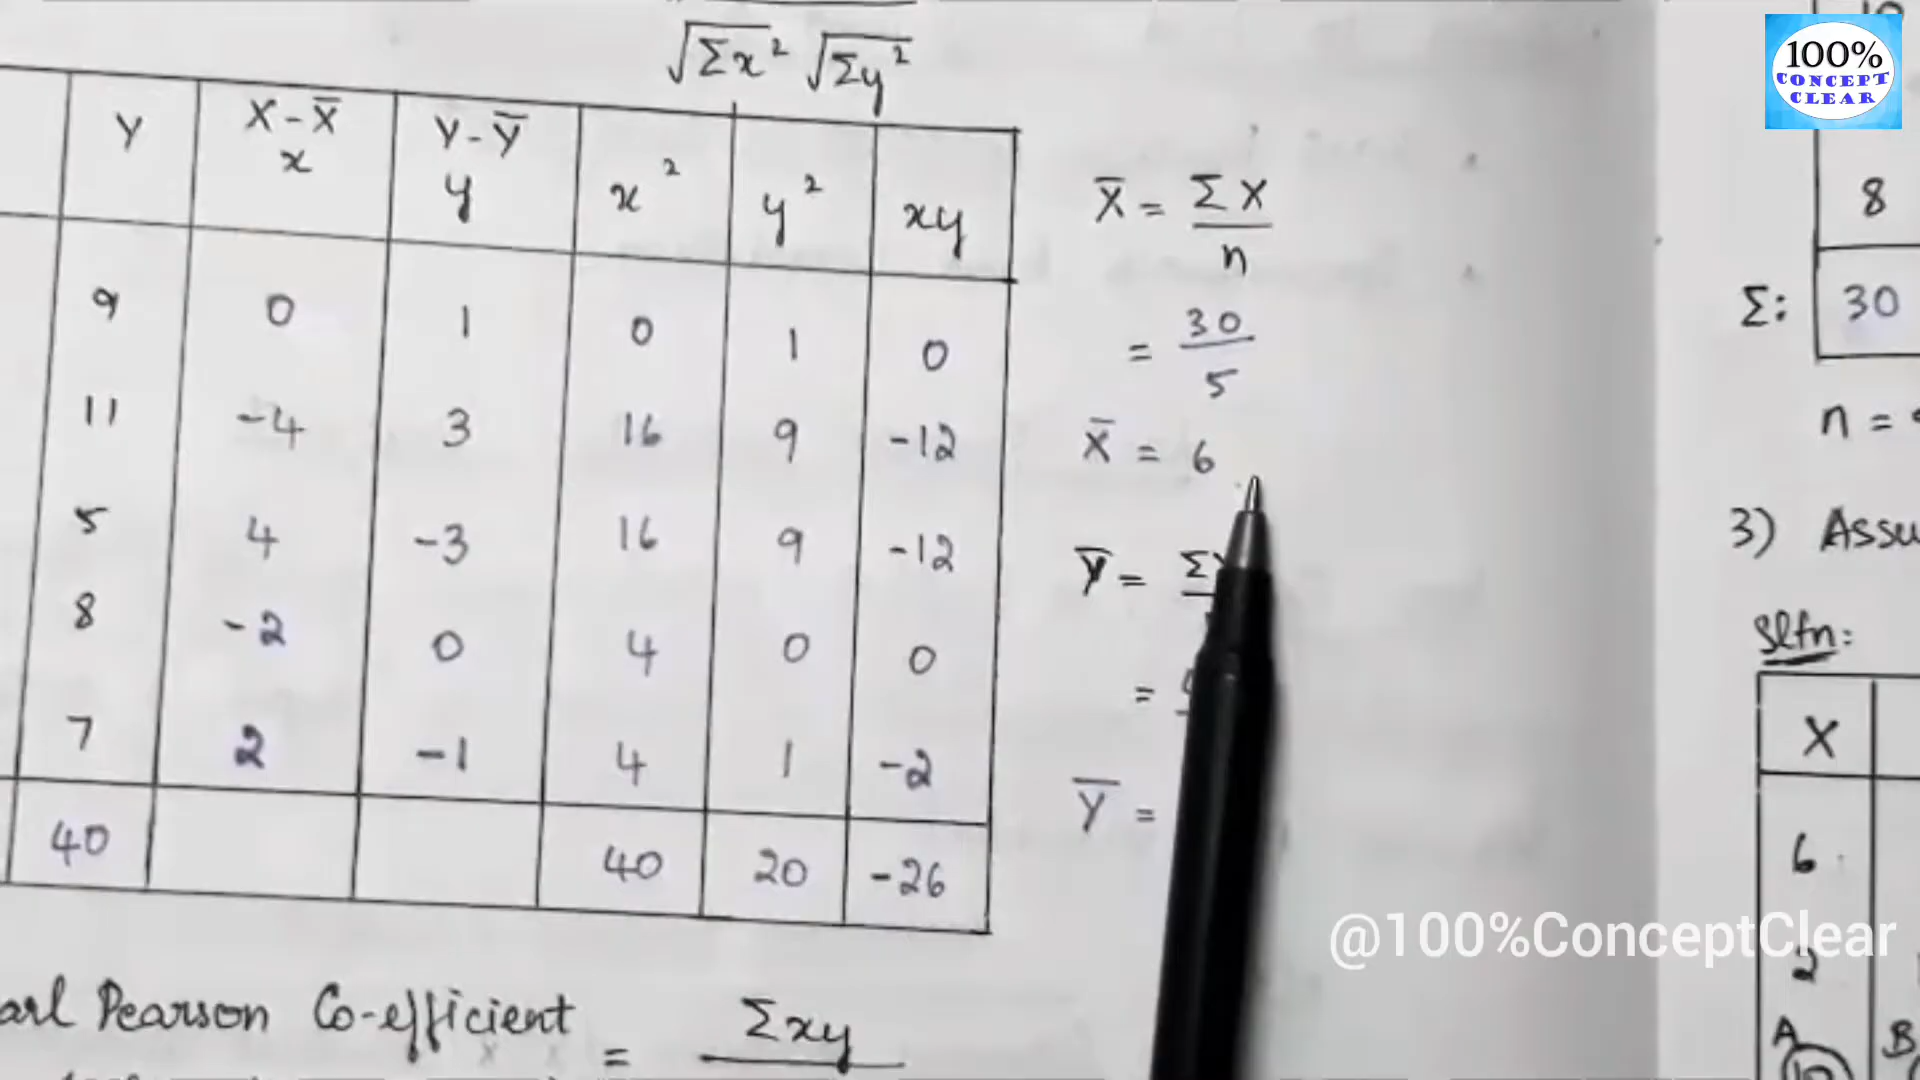 √Σx² √Σy²
Y X-X̄ Y-Ȳ
x y x² y² xy
9 0 1 0 1 0
11 -4 3 16 9 -12
5 4 -3 16 9 -12
8 -2 0 4 0 0
7 2 -1 4 1 -2
40 40 20 -26
arl Pearson Co-efficient = Σxy
X̄ = ΣX
n
= 30
5
X̄ = 6
Ȳ = Σ
=
Ȳ =
8
Σ: 30
n =
3) Assu
Slfn:
X
6
2
A B
100%
CONCEPT
CLEAR
@100%ConceptClear